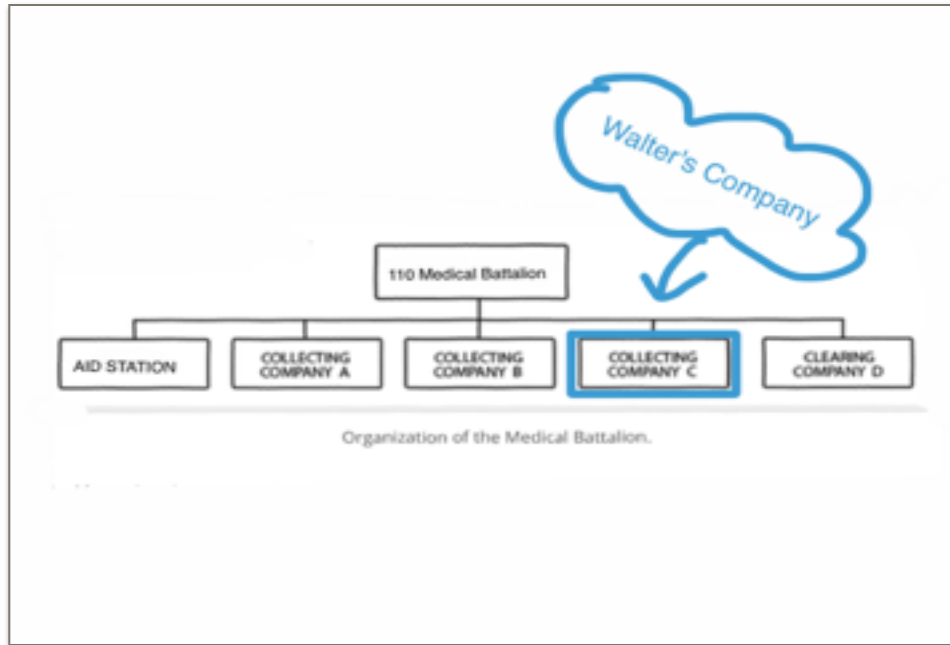 Walter's Company
110 Medical Battalion
AID STATION
COLLECTING
COMPANY A
COLLECTING
COMPANY B
COLLECTING
COMPANY C
CLEARING
COMPANY D
Organization of the Medical Battalion.